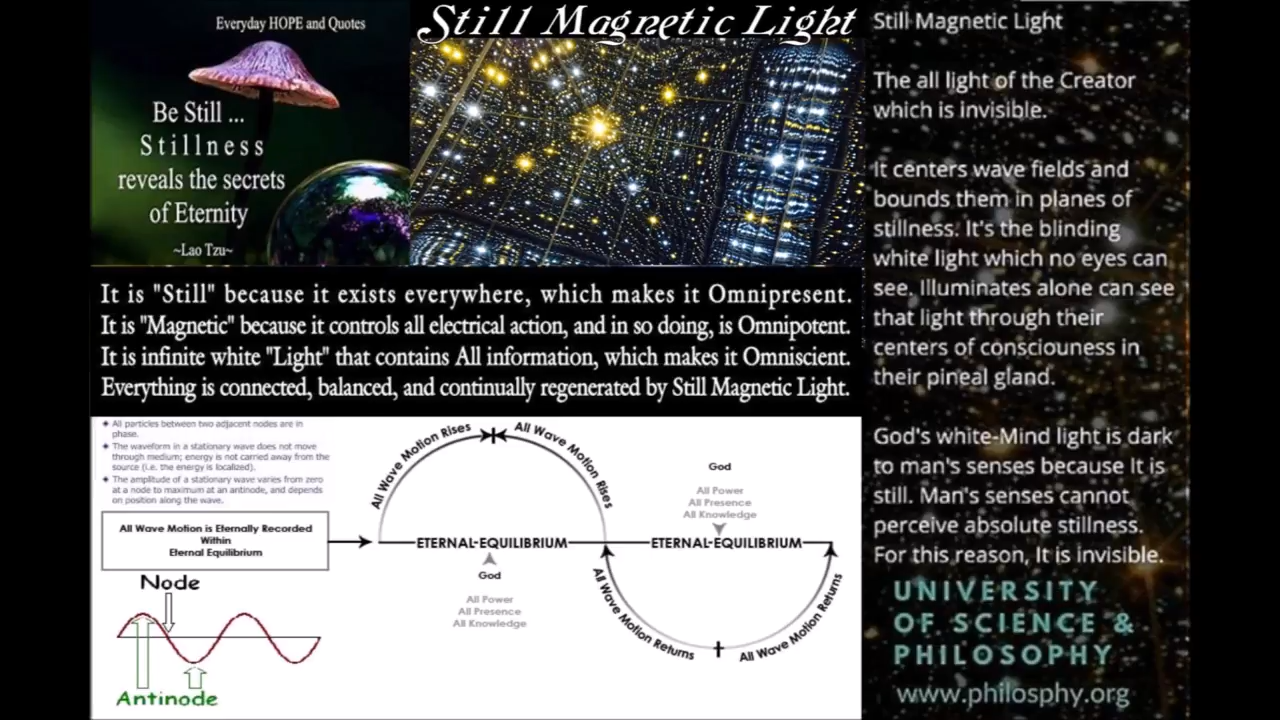 Everyday HOPE and Quotes
Be Still ...
Stillness
reveals the secrets
of Eternity
~Lao Tzu~
Still Magnetic Light
It is "Still" because it exists everywhere, which makes it Omnipresent.
It is "Magnetic" because it controls all electrical action, and in so doing, is Omnipotent.
It is infinite white "Light" that contains All information, which makes it Omniscient.
Everything is connected, balanced, and continually regenerated by Still Magnetic Light.
All particles between two adjacent nodes are in
phase.
The waveform in a stationary wave does not move
through medium; energy is not carried away from the
source (i.e. the energy is localized).
The amplitude of a stationary wave varies from zero
at a node to maximum at an antinode, and depends
on position along the wave.
All Wave Motion is Eternally Recorded
Within
Eternal Equilibrium
Node
Antinode
All Wave Motion Rises
All Wave Motion Rises
ETERNAL-EQUILIBRIUM
God
All Power
All Presence
All Knowledge
God
All Power
All Presence
All Knowledge
ETERNAL-EQUILIBRIUM
All Wave Motion Returns
All Wave Motion Returns
Still Magnetic Light
The all light of the Creator
which is invisible.
It centers wave fields and
bounds them in planes of
stillness. It's the blinding
white light which no eyes can
see. Illuminates alone can see
that light through their
centers of consciouness in
their pineal gland.
God's white-Mind light is dark
to man's senses because It is
still. Man's senses cannot
perceive absolute stillness.
For this reason, It is invisible.
UNIVERSITY
OF SCIENCE &
PHILOSOPHY
www.philosphy.org